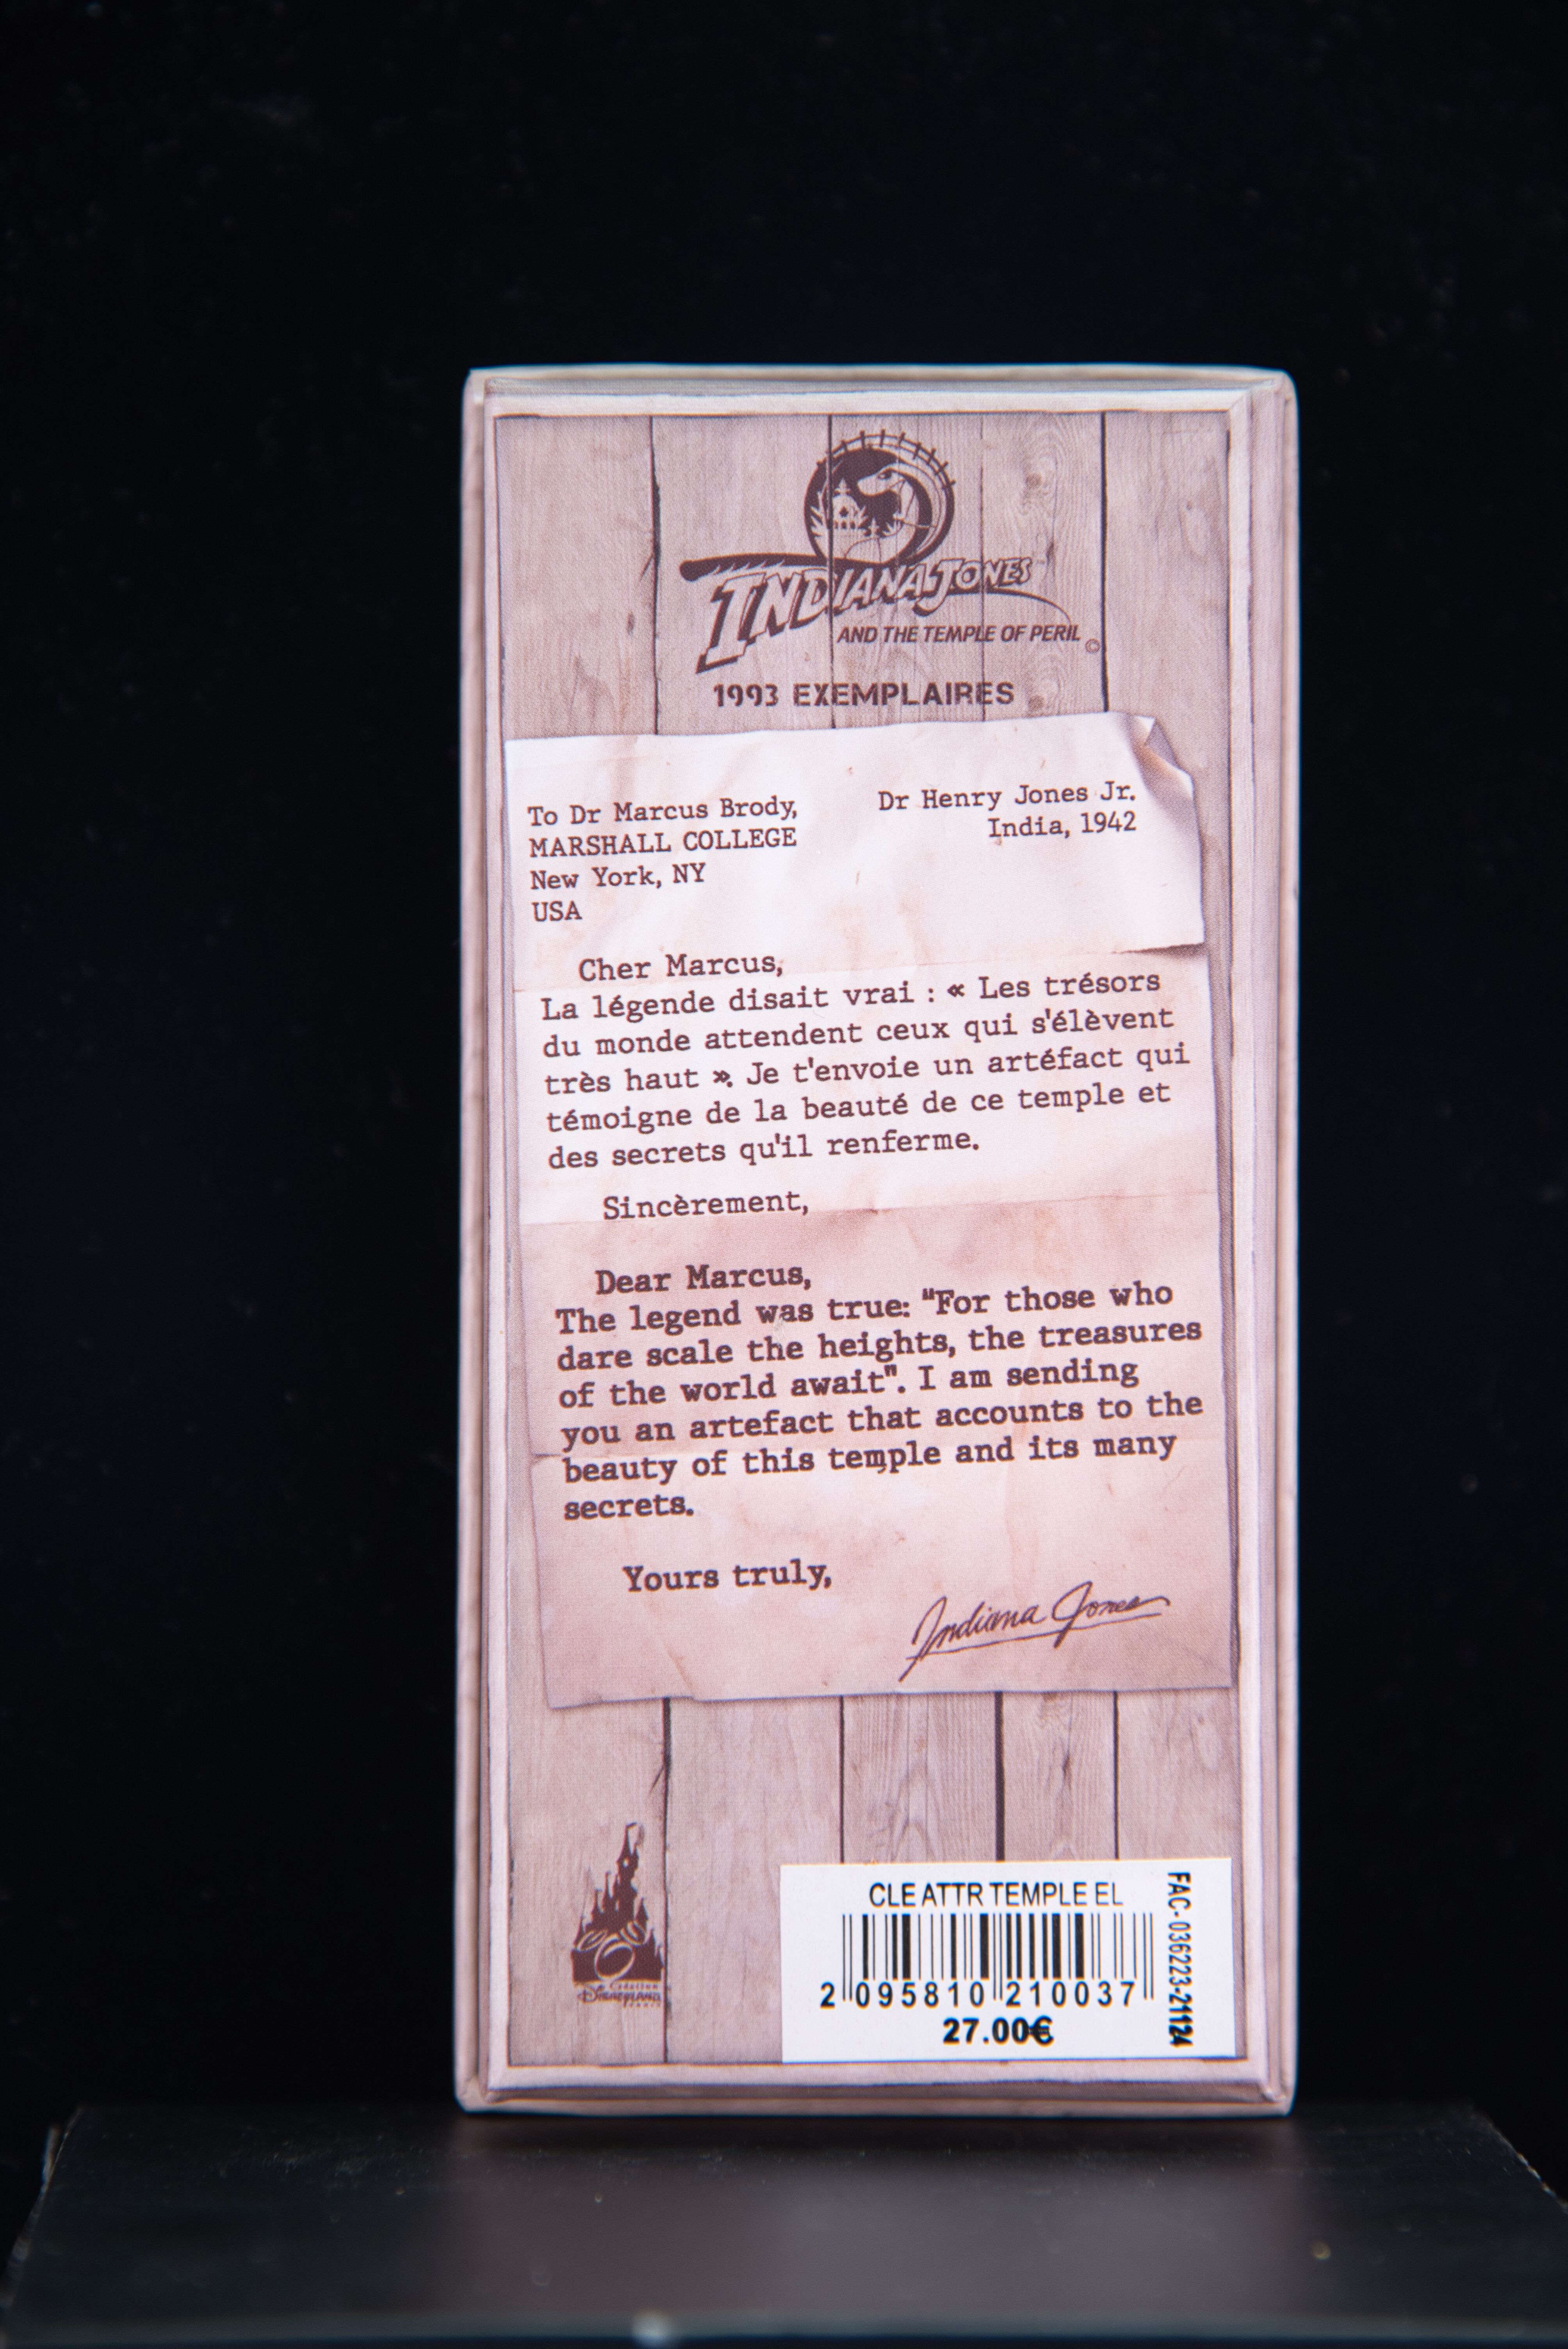 INDIANA JONES
AND THE TEMPLE OF PERIL ©
1993 EXEMPLAIRES
To Dr Marcus Brody,
MARSHALL COLLEGE
New York, NY
USA
Dr Henry Jones Jr.
India, 1942
Cher Marcus,
La légende disait vrai : « Les trésors
du monde attendent ceux qui s'élèvent
très haut ». Je t'envoie un artéfact qui
témoigne de la beauté de ce temple et
des secrets qu'il renferme.
Sincèrement,
Dear Marcus,
The legend was true: "For those who
dare scale the heights, the treasures
of the world await". I am sending
you an artefact that accounts to the
beauty of this temple and its many
secrets.
Yours truly,
Indiana Jones
Création
Disneyland
Paris
CLE ATTR TEMPLE EL
2 095810 210037
27.00€
FAC-036223-21124